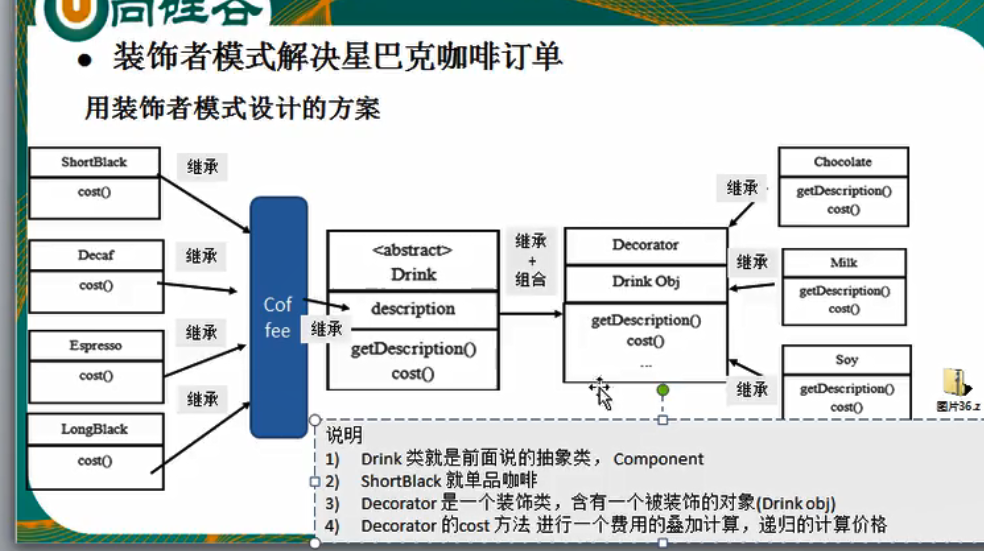 尚硅谷
● 装饰者模式解决星巴克咖啡订单
用装饰者模式设计的方案
ShortBlack
cost()
继承
Decaf
cost()
继承
Espresso
cost()
继承
LongBlack
cost()
继承
Cof
fee
继承
<abstract>
Drink
description
getDescription()
cost()
继承
+
组合
Decorator
Drink Obj
getDescription()
cost()
...
继承
Chocolate
getDescription()
cost()
继承
Milk
getDescription()
cost()
继承
Soy
getDescription()
cost()
图片36.z
说明
1) Drink 类就是前面说的抽象类， Component
2) ShortBlack 就单品咖啡
3) Decorator 是一个装饰类，含有一个被装饰的对象(Drink obj)
4) Decorator 的cost 方法 进行一个费用的叠加计算，递归的计算价格